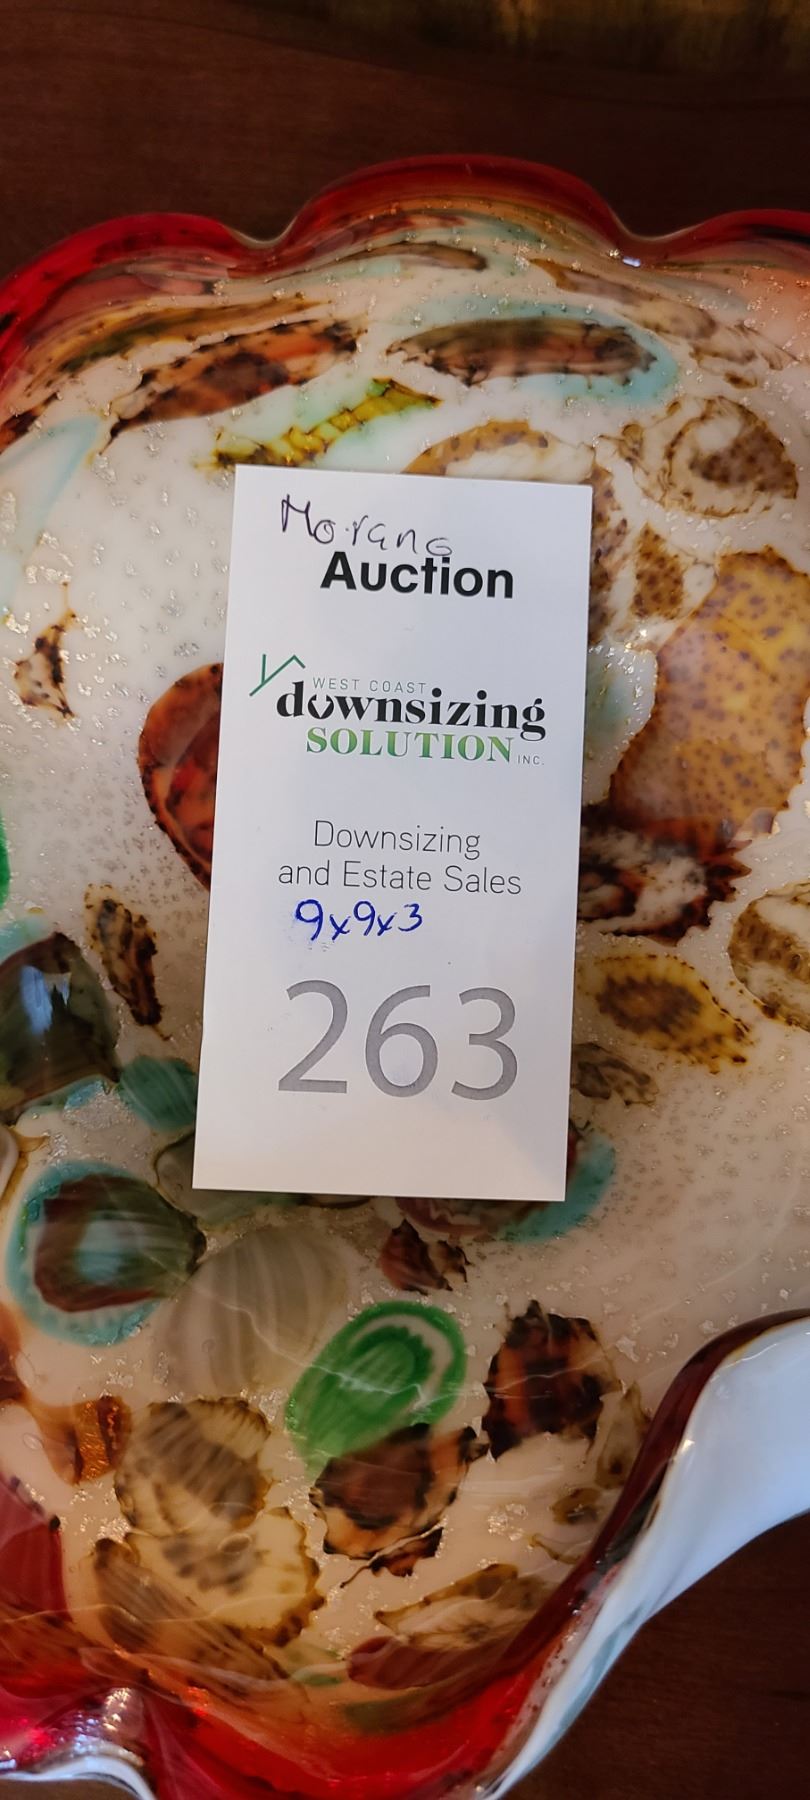 Morano
Auction
WEST COAST
downsizing
SOLUTION INC.
Downsizing
and Estate Sales
9x9x3
263